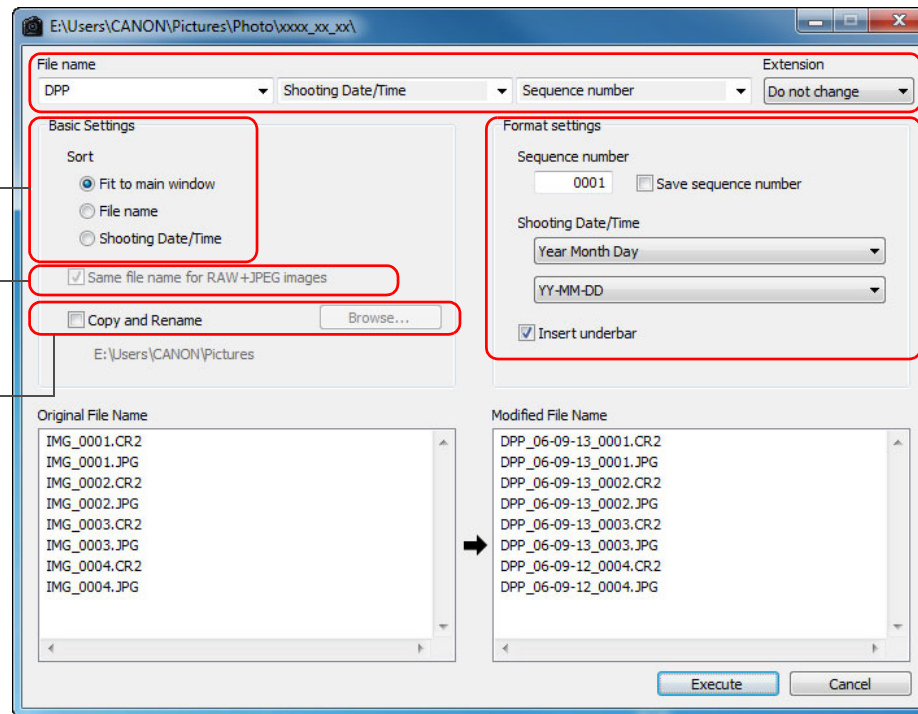 E:\Users\CANON\Pictures\Photo\xxxx_xx_xx\
File name
Extension
DPP
Shooting Date/Time
Sequence number
Do not change
Basic Settings
Sort
Fit to main window
File name
Shooting Date/Time
Same file name for RAW+JPEG images
Copy and Rename
Browse...
E:\Users\CANON\Pictures
Format settings
Sequence number
0001
Save sequence number
Shooting Date/Time
Year Month Day
YY-MM-DD
Insert underbar
Original File Name
IMG_0001.CR2
IMG_0001.JPG
IMG_0002.CR2
IMG_0002.JPG
IMG_0003.CR2
IMG_0003.JPG
IMG_0004.CR2
IMG_0004.JPG
Modified File Name
DPP_06-09-13_0001.CR2
DPP_06-09-13_0001.JPG
DPP_06-09-13_0002.CR2
DPP_06-09-13_0002.JPG
DPP_06-09-13_0003.CR2
DPP_06-09-13_0003.JPG
DPP_06-09-12_0004.CR2
DPP_06-09-12_0004.JPG
Execute
Cancel